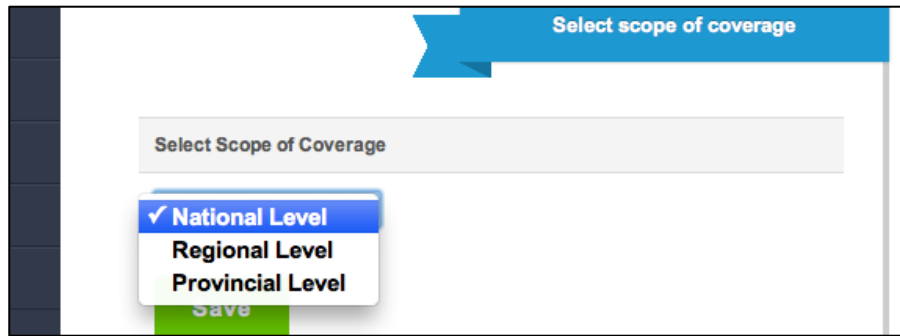 Select scope of coverage
Select Scope of Coverage
✓ National Level
Regional Level
Provincial Level
Save